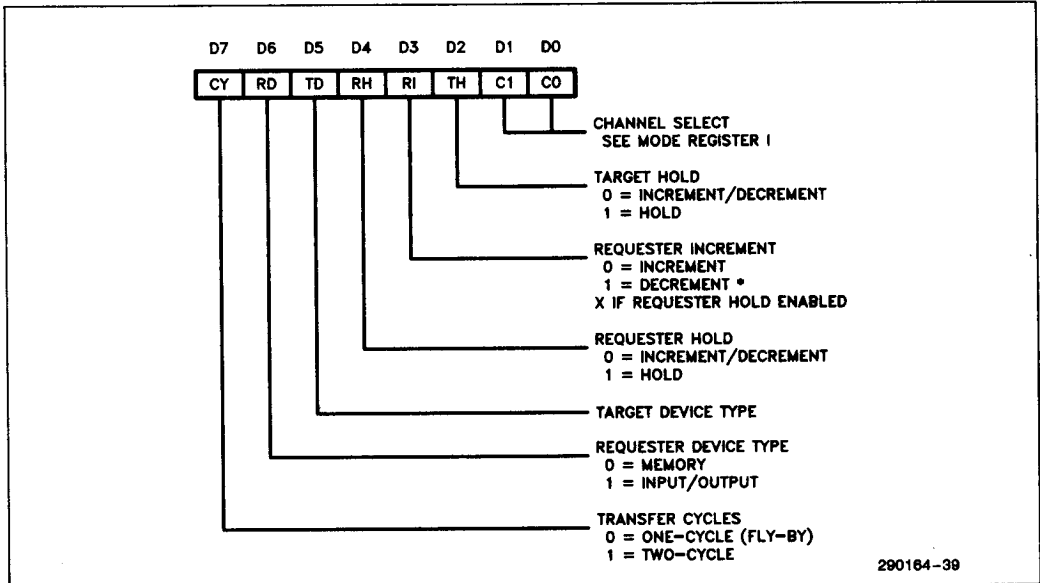 D7 D6 D5 D4 D3 D2 D1 D0
CY RD TD RH RI TH C1 C0
CHANNEL SELECT
SEE MODE REGISTER I
TARGET HOLD
0 = INCREMENT/DECREMENT
1 = HOLD
REQUESTER INCREMENT
0 = INCREMENT
1 = DECREMENT *
X IF REQUESTER HOLD ENABLED
REQUESTER HOLD
0 = INCREMENT/DECREMENT
1 = HOLD
TARGET DEVICE TYPE
REQUESTER DEVICE TYPE
0 = MEMORY
1 = INPUT/OUTPUT
TRANSFER CYCLES
0 = ONE-CYCLE (FLY-BY)
1 = TWO-CYCLE
290164-39